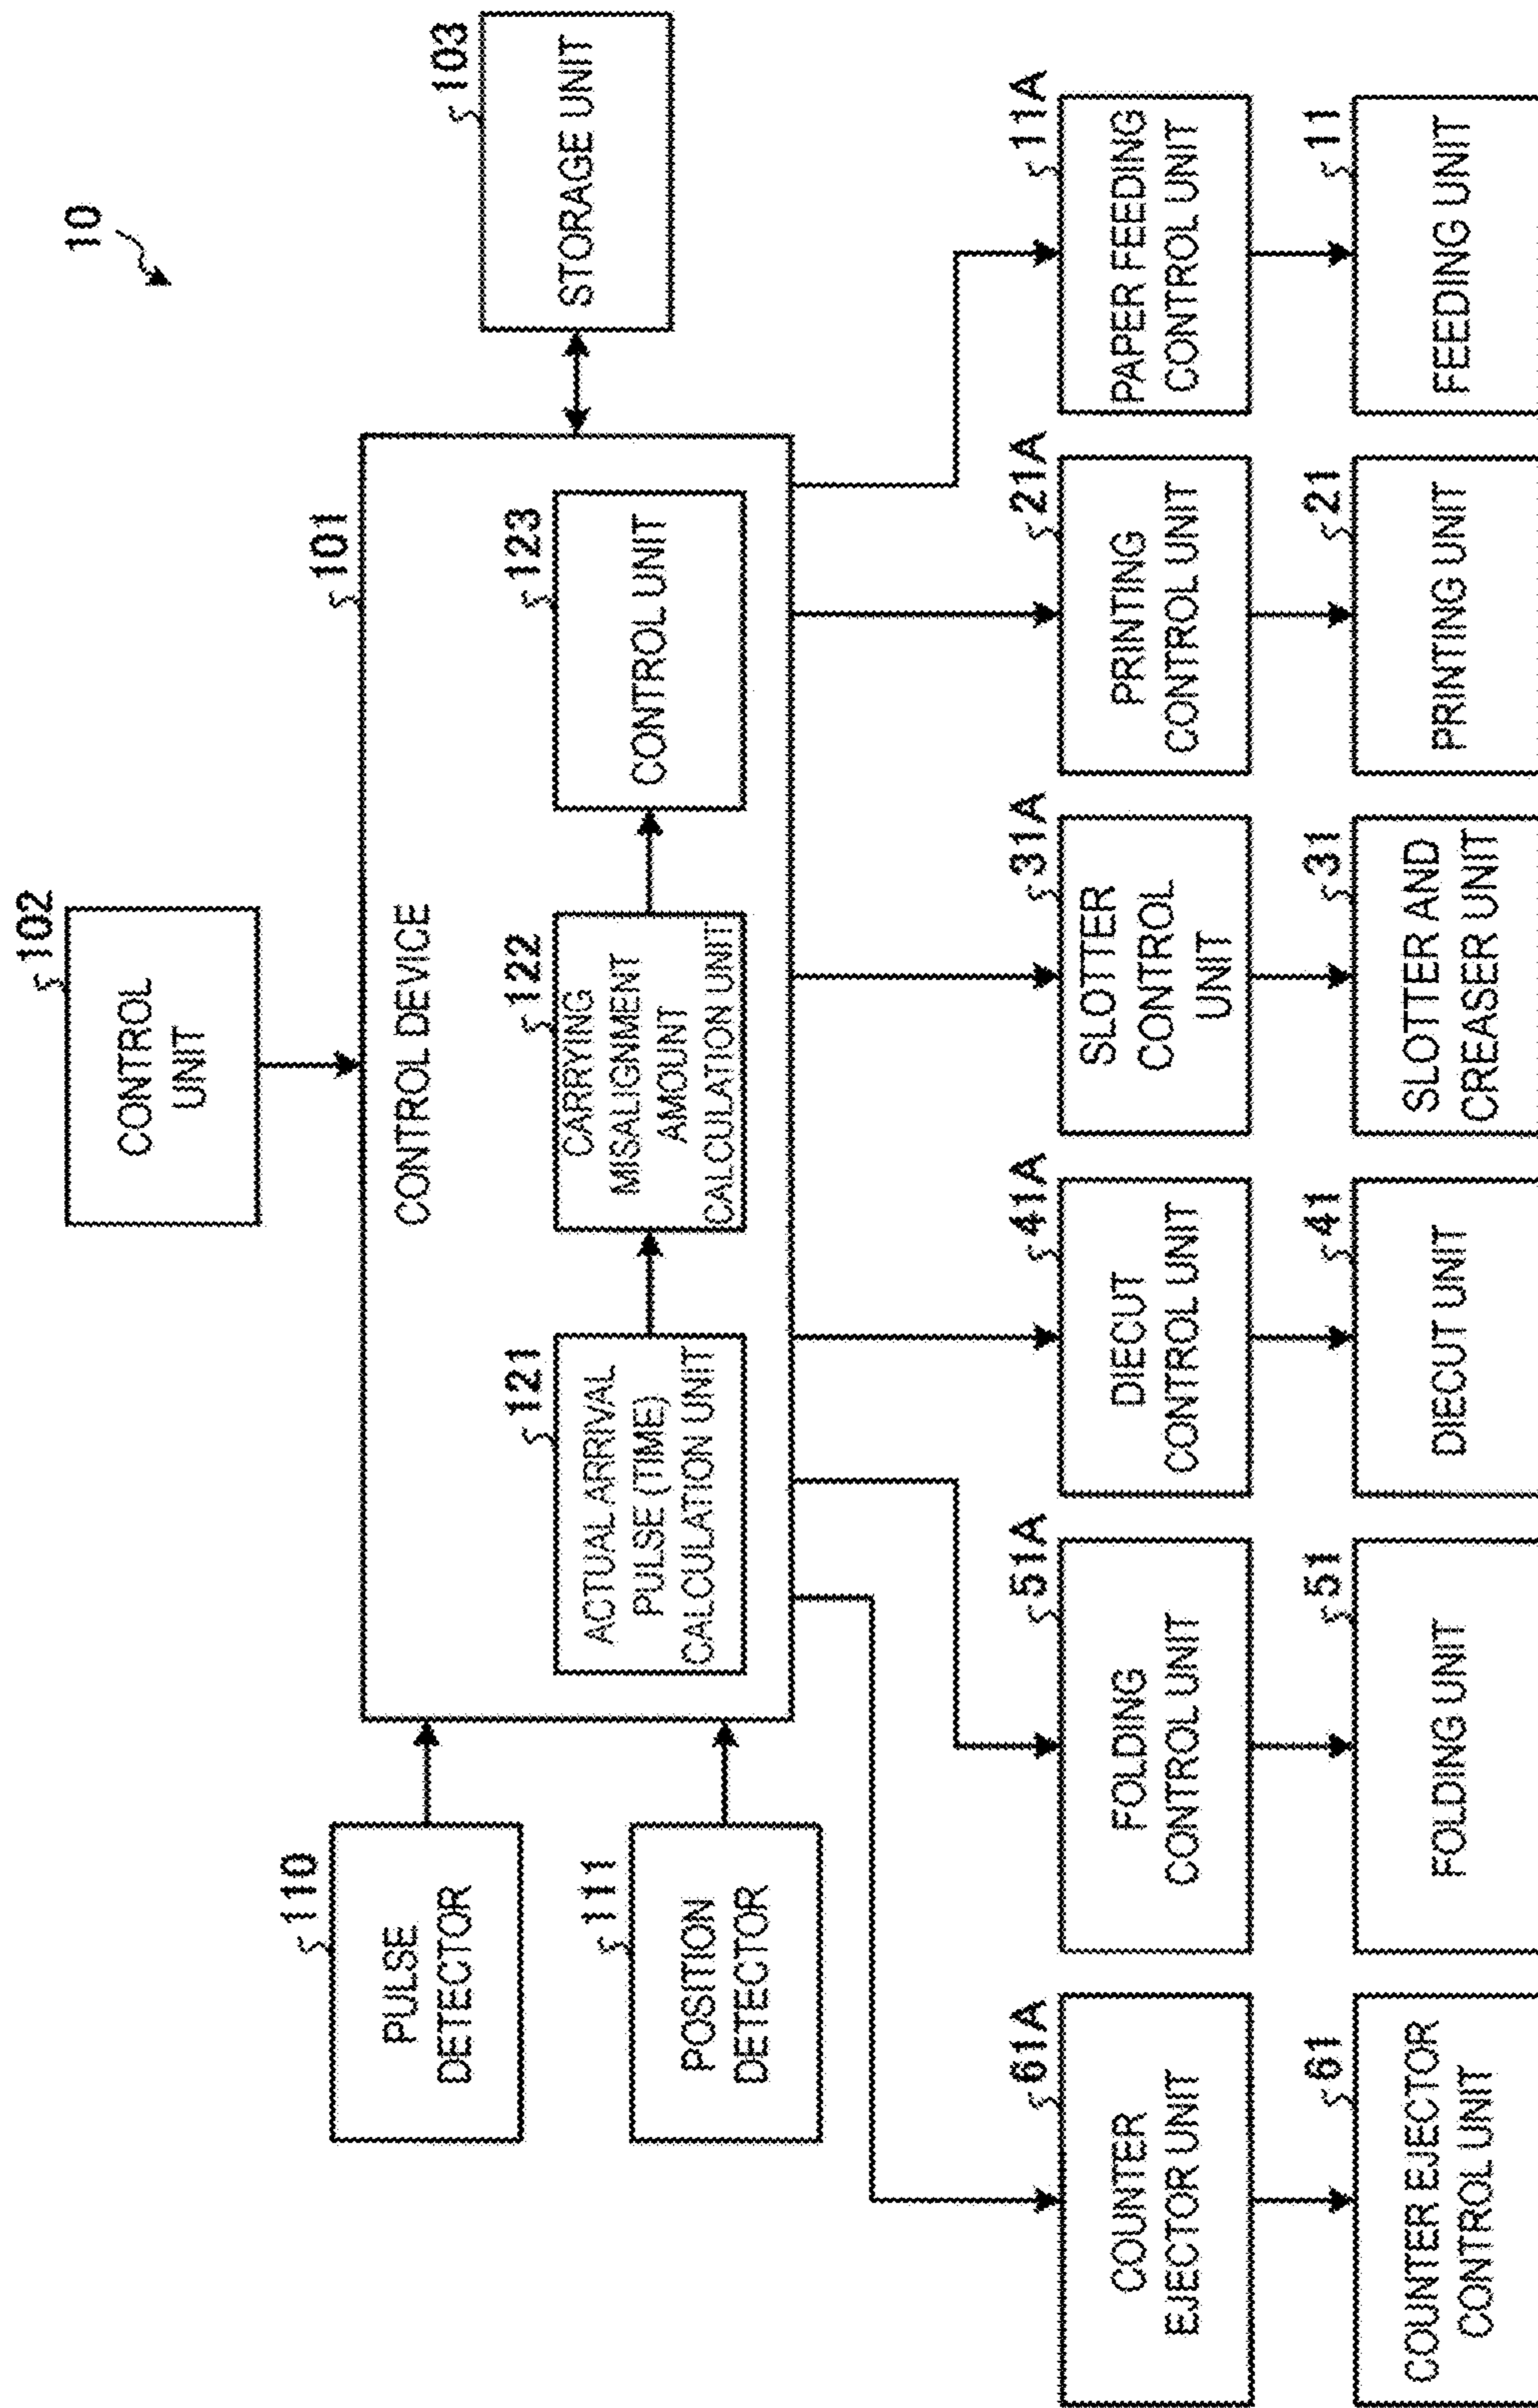 10
102
CONTROL
UNIT
101
CONTROL DEVICE
103
STORAGE UNIT
110
PULSE
DETECTOR
111
POSITION
DETECTOR
121
ACTUAL ARRIVAL
PULSE (TIME)
CALCULATION UNIT
122
CARRYING
MISALIGNMENT
AMOUNT
CALCULATION UNIT
123
CONTROL UNIT
61A
COUNTER
EJECTOR UNIT
51A
FOLDING
CONTROL UNIT
41A
DIECUT
CONTROL UNIT
31A
SLOTTER
CONTROL
UNIT
21A
PRINTING
CONTROL UNIT
11A
PAPER FEEDING
CONTROL UNIT
61
COUNTER EJECTOR
CONTROL UNIT
51
FOLDING UNIT
41
DIECUT UNIT
31
SLOTTER AND
CREASER UNIT
21
PRINTING UNIT
11
FEEDING UNIT